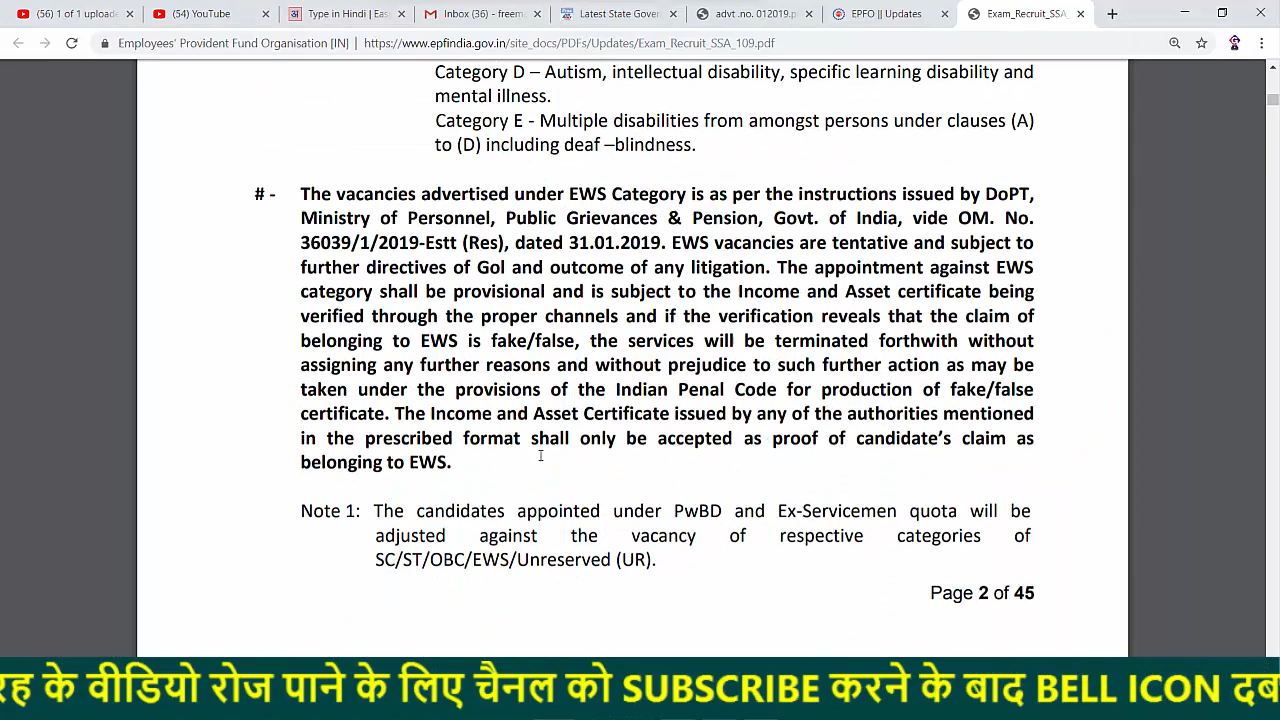 (56) 1 of 1 uploade
(54) YouTube
Type in Hindi | Eas
Inbox (36) - freem
Latest State Gover
advt .no. 012019.p
EPFO || Updates
Exam_Recruit_SSA_
Employees' Provident Fund Organisation [IN] | https://www.epfindia.gov.in/site_docs/PDFs/Updates/Exam_Recruit_SSA_109.pdf
Category D – Autism, intellectual disability, specific learning disability and
mental illness.
Category E - Multiple disabilities from amongst persons under clauses (A)
to (D) including deaf –blindness.
# - The vacancies advertised under EWS Category is as per the instructions issued by DoPT,
Ministry of Personnel, Public Grievances & Pension, Govt. of India, vide OM. No.
36039/1/2019-Estt (Res), dated 31.01.2019. EWS vacancies are tentative and subject to
further directives of GoI and outcome of any litigation. The appointment against EWS
category shall be provisional and is subject to the Income and Asset certificate being
verified through the proper channels and if the verification reveals that the claim of
belonging to EWS is fake/false, the services will be terminated forthwith without
assigning any further reasons and without prejudice to such further action as may be
taken under the provisions of the Indian Penal Code for production of fake/false
certificate. The Income and Asset Certificate issued by any of the authorities mentioned
in the prescribed format shall only be accepted as proof of candidate's claim as
belonging to EWS.
Note 1: The candidates appointed under PwBD and Ex-Servicemen quota will be
adjusted against the vacancy of respective categories of
SC/ST/OBC/EWS/Unreserved (UR).
Page 2 of 45
रह के वीडियो रोज पाने के लिए चैनल को SUBSCRIBE करने के बाद BELL ICON दब